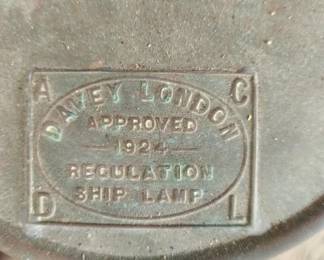 A C
DAVEY LONDON
APPROVED
1924
REGULATION
SHIP LAMP
D L